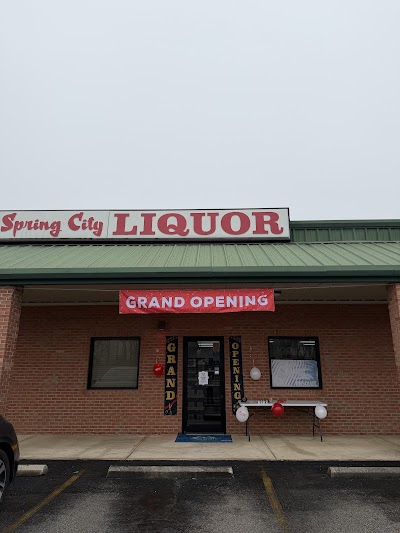 Spring City LIQUOR
GRAND OPENING
GRAND
OPENING